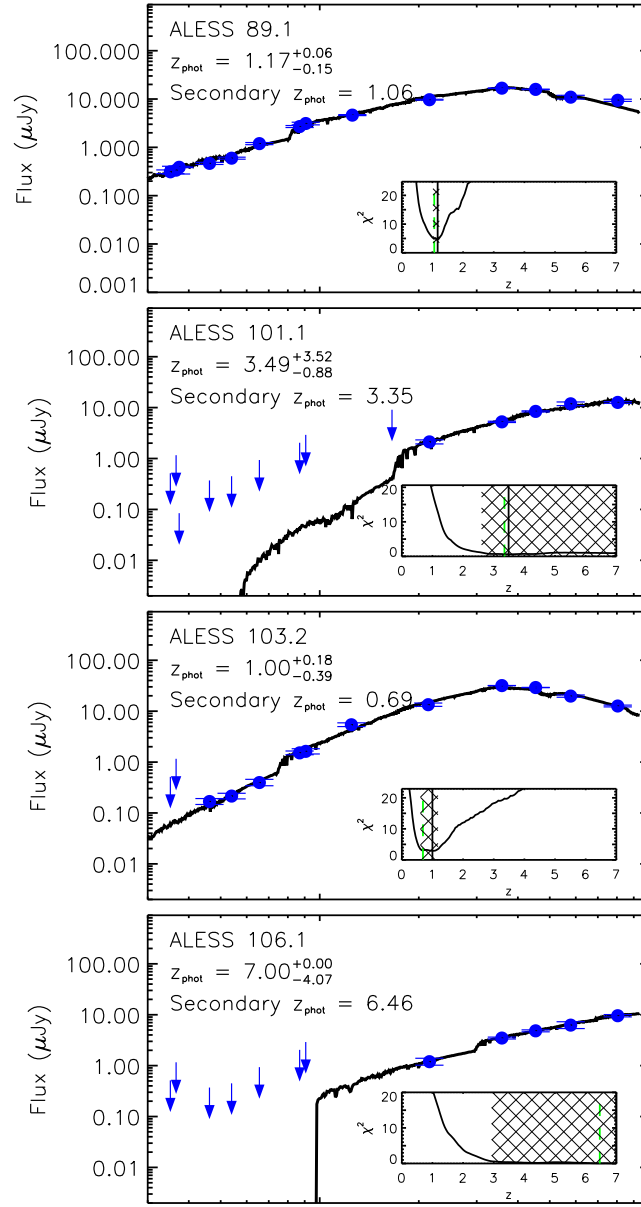 ALESS 89.1
z_phot = 1.17 +0.06 -0.15
Secondary z_phot = 1.06
Flux (μJy)
100.000
10.000
1.000
0.100
0.010
0.001
χ²
20
10
0
0 1 2 3 4 5 6 7
z
ALESS 101.1
z_phot = 3.49 +3.52 -0.88
Secondary z_phot = 3.35
Flux (μJy)
100.00
10.00
1.00
0.10
0.01
χ²
20
10
0
0 1 2 3 4 5 6 7
z
ALESS 103.2
z_phot = 1.00 +0.18 -0.39
Secondary z_phot = 0.69
Flux (μJy)
100.00
10.00
1.00
0.10
0.01
χ²
20
10
0
0 1 2 3 4 5 6 7
z
ALESS 106.1
z_phot = 7.00 +0.00 -4.07
Secondary z_phot = 6.46
Flux (μJy)
100.00
10.00
1.00
0.10
0.01
χ²
20
10
0
0 1 2 3 4 5 6 7
z